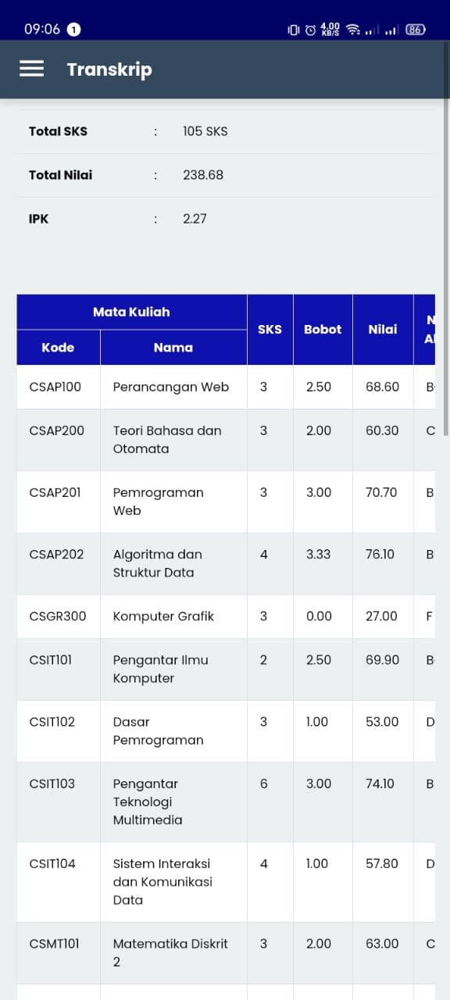 09:06 1 4.00 KB/S 86
Transkrip
Total SKS : 105 SKS
Total Nilai : 238.68
IPK : 2.27
Mata Kuliah SKS Bobot Nilai
Kode Nama
CSAP100 Perancangan Web 3 2.50 68.60 B-
CSAP200 Teori Bahasa dan 3 2.00 60.30 C
Otomata
CSAP201 Pemrograman 3 3.00 70.70 B
Web
CSAP202 Algoritma dan 4 3.33 76.10 B
Struktur Data
CSGR300 Komputer Grafik 3 0.00 27.00 F
CSIT101 Pengantar Ilmu 2 2.50 69.90 B-
Komputer
CSIT102 Dasar 3 1.00 53.00 D
Pemrograman
CSIT103 Pengantar 6 3.00 74.10 B
Teknologi
Multimedia
CSIT104 Sistem Interaksi 4 1.00 57.80 D
dan Komunikasi
Data
CSMT101 Matematika Diskrit 3 2.00 63.00 C
2